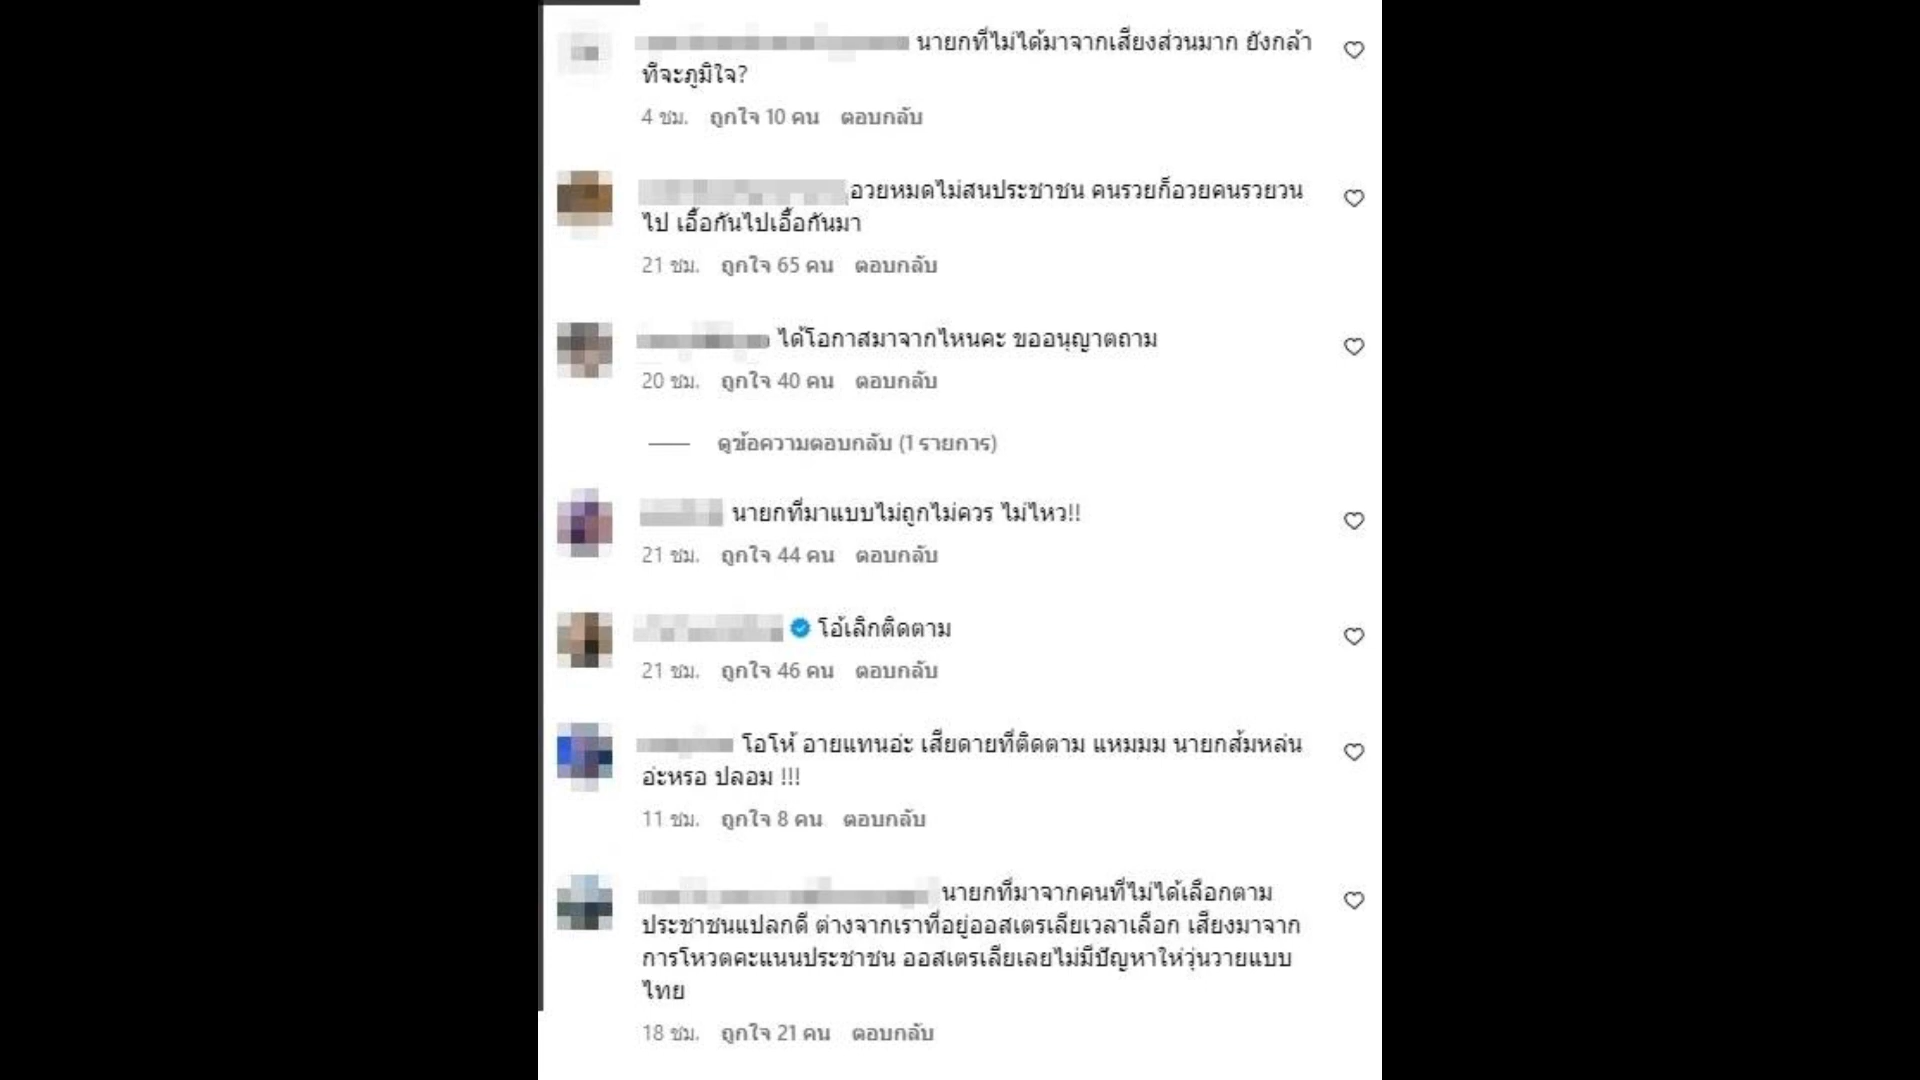 นายกที่ไม่ได้มาจากเสียงส่วนมาก ยังกล้า
ที่จะภูมิใจ?
4 ชม. ถูกใจ 10 คน ตอบกลับ
อวยหมดไม่สนประชาชน คนรวยก็อวยคนรวยวน
ไป เอื้อกันไปเอื้อกันมา
21 ชม. ถูกใจ 65 คน ตอบกลับ
ได้โอกาสมาจากไหนคะ ขออนุญาตถาม
20 ชม. ถูกใจ 40 คน ตอบกลับ
ดูข้อความตอบกลับ (1 รายการ)
นายกที่มาแบบไม่ถูกไม่ควร ไม่ไหว!!
21 ชม. ถูกใจ 44 คน ตอบกลับ
โอ้เลิกติดตาม
21 ชม. ถูกใจ 46 คน ตอบกลับ
โอโห้ อายแทนอ่ะ เสียดายที่ติดตาม แหมมม นายกส้มหล่น
อ่ะหรอ ปลอม !!!
11 ชม. ถูกใจ 8 คน ตอบกลับ
นายกที่มาจากคนที่ไม่ได้เลือกตาม
ประชาชนแปลกดี ต่างจากเราที่อยู่ออสเตรเลียเวลาเลือก เสียงมาจาก
การโหวตคะแนนประชาชน ออสเตรเลียเลยไม่มีปัญหาให้วุ่นวายแบบ
ไทย
18 ชม. ถูกใจ 21 คน ตอบกลับ